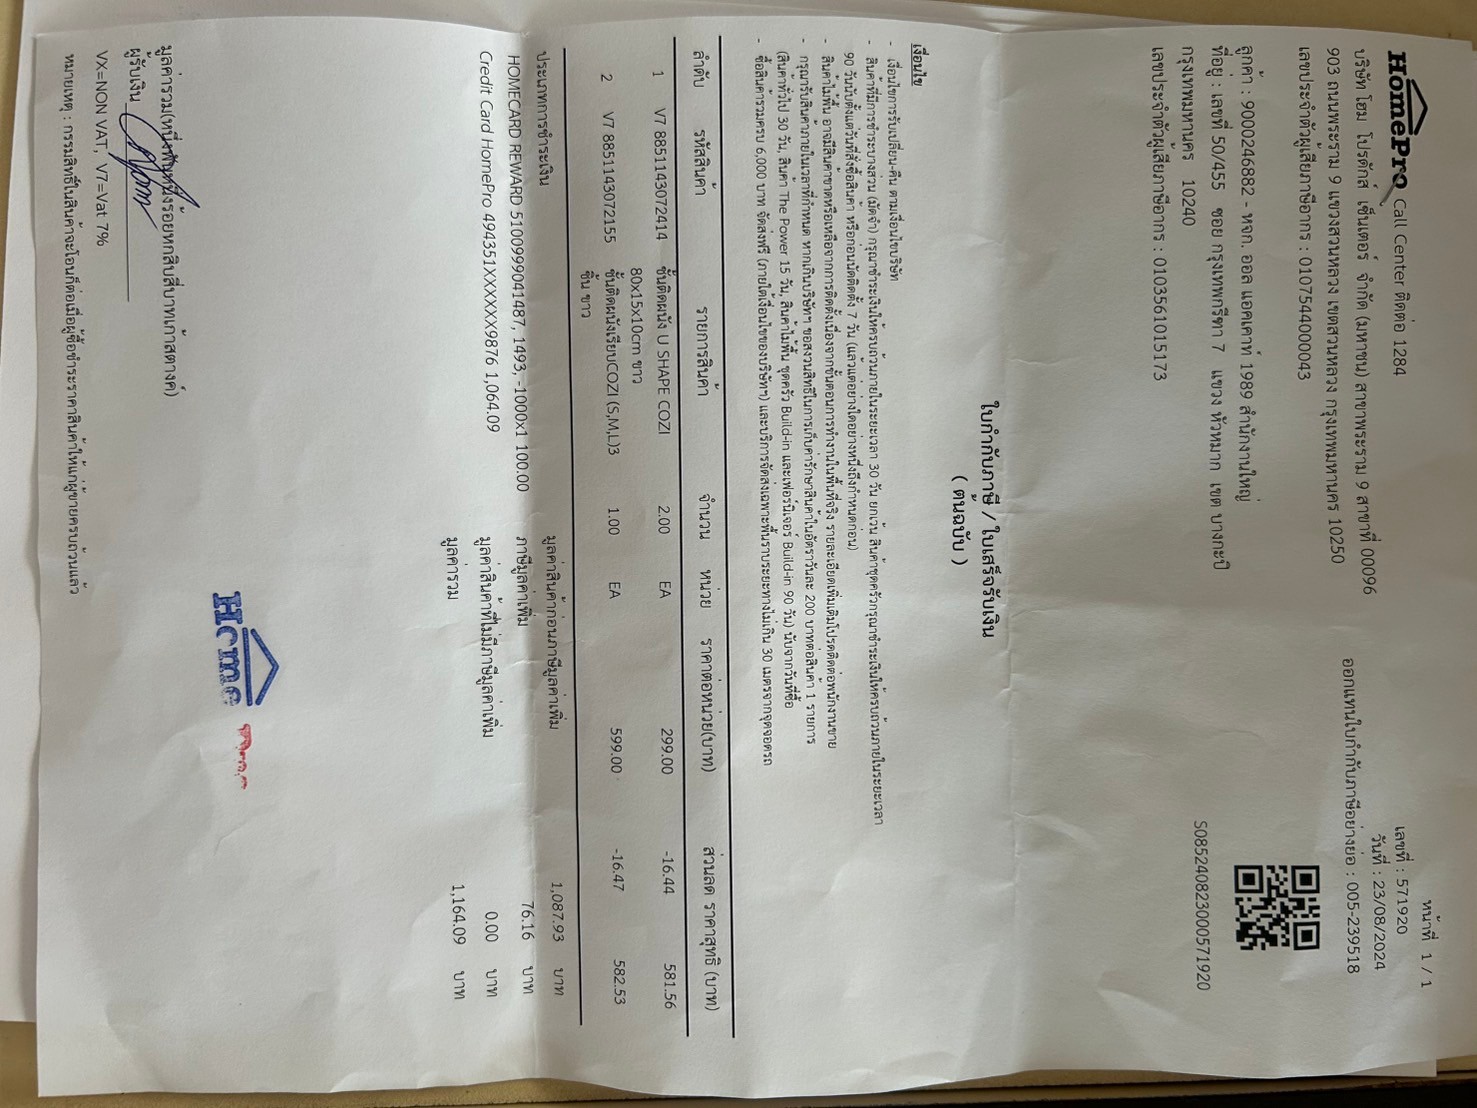 HomePro Call Center ติดต่อ 1284
หน้าที่ 1 / 1
เลขที่ : 571920
วันที่ : 23/08/2024
ออกแทนใบกำกับภาษีอย่างย่อ : 005-239518
บริษัท โฮม โปรดักส์ เซ็นเตอร์ จำกัด (มหาชน) สาขาพระราม 9 สาขาที่ 00096
903 ถนนพระราม 9 แขวงสวนหลวง เขตสวนหลวง กรุงเทพมหานคร 10250
เลขประจำตัวผู้เสียภาษีอากร : 0107544000043
ลูกค้า : 9000246882 - หจก. ออล แอคเคาท์ 1989 สำนักงานใหญ่
ที่อยู่ : เลขที่ 50/455 ซอย กรุงเทพกรีฑา 7 แขวง หัวหมาก เขต บางกะปิ
กรุงเทพมหานคร 10240
เลขประจำตัวผู้เสียภาษีอากร : 0103561015173
S085240823000571920
ใบกำกับภาษี / ใบเสร็จรับเงิน
( ต้นฉบับ )
เงื่อนไข
- เงื่อนไขการรับเปลี่ยน-คืน ตามเงื่อนไขบริษัท
- สินค้าที่มีการชำระบางส่วน (มัดจำ) กรุณาชำระเงินให้ครบถ้วนภายในระยะเวลา 30 วัน ยกเว้น สินค้าชุดครัวกรุณาชำระเงินให้ครบถ้วนภายในระยะเวลา
90 วันนับตั้งแต่วันที่สั่งซื้อสินค้า หรือก่อนนัดติดตั้ง 7 วัน (แล้วแต่อย่างใดอย่างหนึ่งถึงกำหนดก่อน)
- สินค้าไม้พื้น อาจมีสินค้าขาดหรือเหลือจากการติดตั้งเนื่องจากขั้นตอนการทำงานในพื้นที่จริง รายละเอียดเพิ่มเติมโปรดติดต่อพนักงานขาย
- กรุณารับสินค้าภายในเวลาที่กำหนด หากเกินบริษัทฯ ขอสงวนสิทธิในการเก็บค่ารักษาสินค้าในอัตราวันละ 200 บาทต่อสินค้า 1 รายการ
(สินค้าทั่วไป 30 วัน, สินค้า The Power 15 วัน, สินค้าไม้พื้น ชุดครัว Build-in และเฟอร์นิเจอร์ Build-in 90 วัน) นับจากวันที่ซื้อ
- ซื้อสินค้ารวมครบ 6,000 บาท จัดส่งฟรี (ภายใต้เงื่อนไขของบริษัทฯ) และบริการจัดส่งเฉพาะพื้นราบระยะทางไม่เกิน 30 เมตรจากจุดจอดรถ
ลำดับ รหัสสินค้า รายการสินค้า จำนวน หน่วย ราคาต่อหน่วย(บาท) ส่วนลด ราคาสุทธิ (บาท)
1 V7 8851143072414 ชั้นติดผนัง U SHAPE COZI 2.00 EA 299.00 -16.44 581.56
80x15x10cm ขาว
2 V7 8851143072155 ชั้นติดผนังเรียบCOZI (S,M,L)3 1.00 EA 599.00 -16.47 582.53
ชิ้น ขาว
ประเภทการชำระเงิน
มูลค่าสินค้าก่อนภาษีมูลค่าเพิ่ม 1,087.93 บาท
HOMECARD REWARD 5100999041487, 1493, -1000x1 100.00
ภาษีมูลค่าเพิ่ม 76.16 บาท
Credit Card HomePro 494351XXXXXX9876 1,064.09
มูลค่าสินค้าที่ไม่มีภาษีมูลค่าเพิ่ม 0.00 บาท
มูลค่ารวม 1,164.09 บาท
Home
มูลค่ารวม(หนึ่งพันหนึ่งร้อยหกสิบสี่บาทเก้าสตางค์)
ผู้รับเงิน
VX=NON VAT, V7=Vat 7%
หมายเหตุ : กรรมสิทธิ์ในสินค้าจะโอนก็ต่อเมื่อผู้ซื้อชำระราคาสินค้าให้แก่ผู้ขายครบถ้วนแล้ว